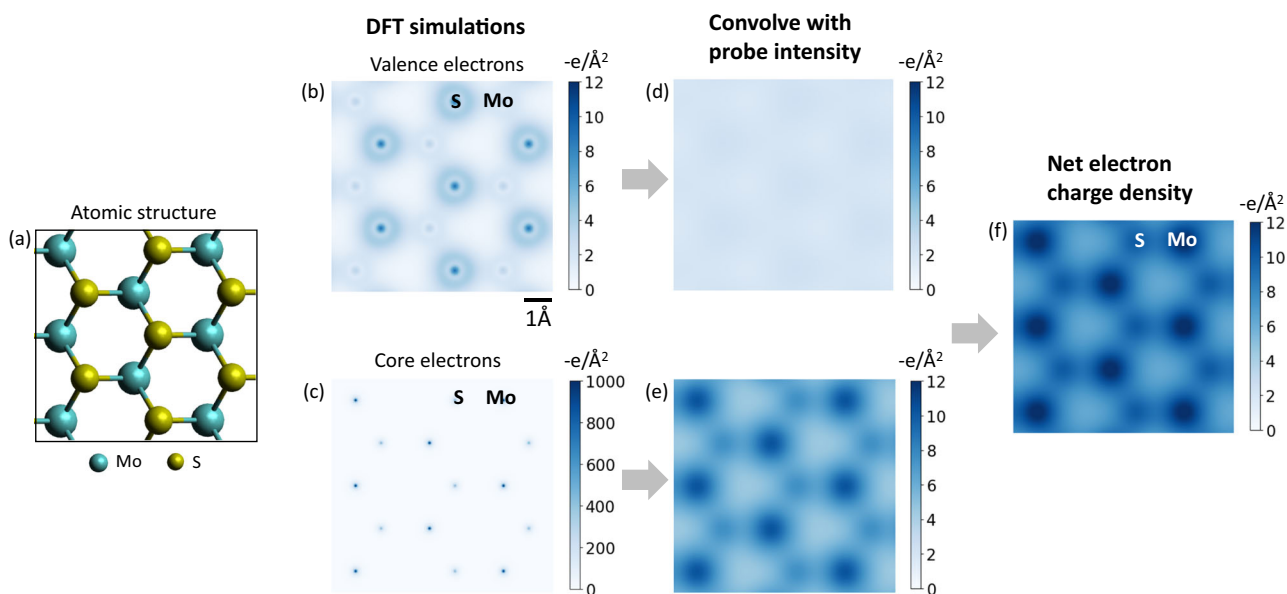 DFT simulations
Convolve with
probe intensity
Valence electrons
-e/Å²
-e/Å²
(b)
S Mo
12
10
8
6
4
2
0
1Å
(d)
12
10
8
6
4
2
0
Atomic structure
(a)
Mo
S
Core electrons
-e/Å²
-e/Å²
(c)
S Mo
1000
800
600
400
200
0
(e)
12
10
8
6
4
2
0
Net electron
charge density
-e/Å²
(f)
S Mo
12
10
8
6
4
2
0